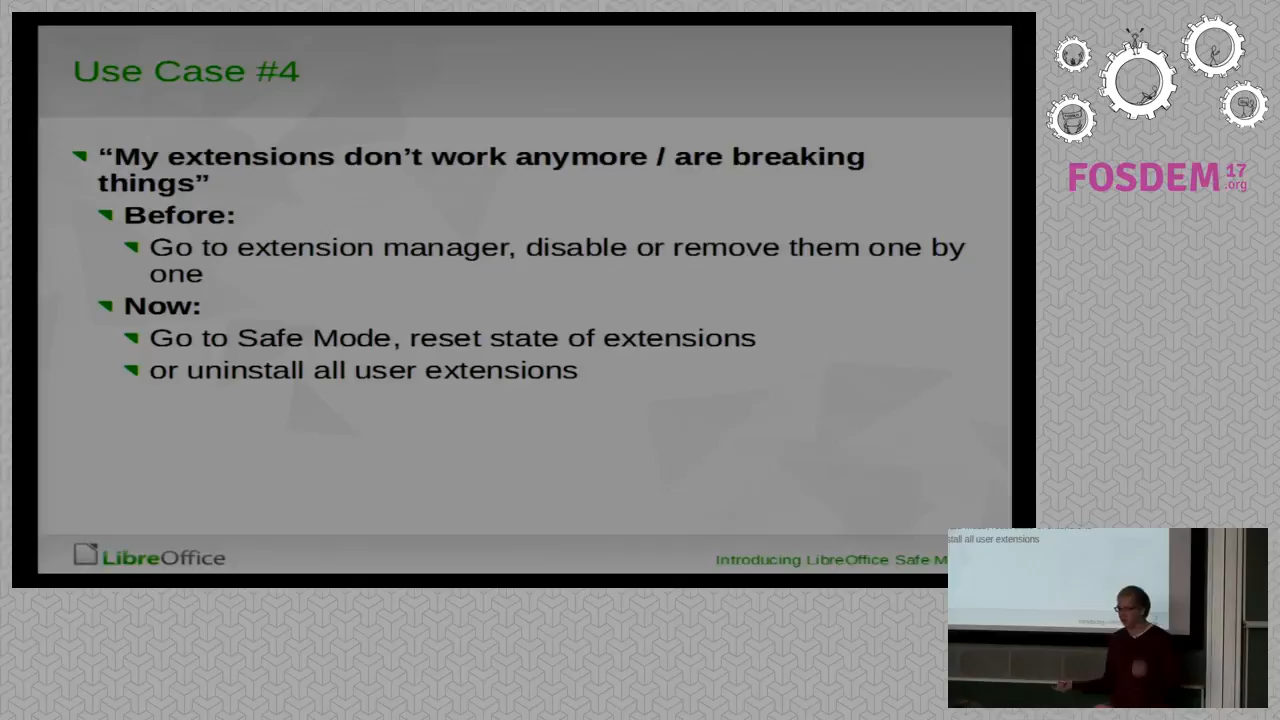 Use Case #4
“My extensions don’t work anymore / are breaking
things”
Before:
Go to extension manager, disable or remove them one by
one
Now:
Go to Safe Mode, reset state of extensions
or uninstall all user extensions
LibreOffice
Introducing LibreOffice Safe M
FOSDEM 17
.org
all user extensions